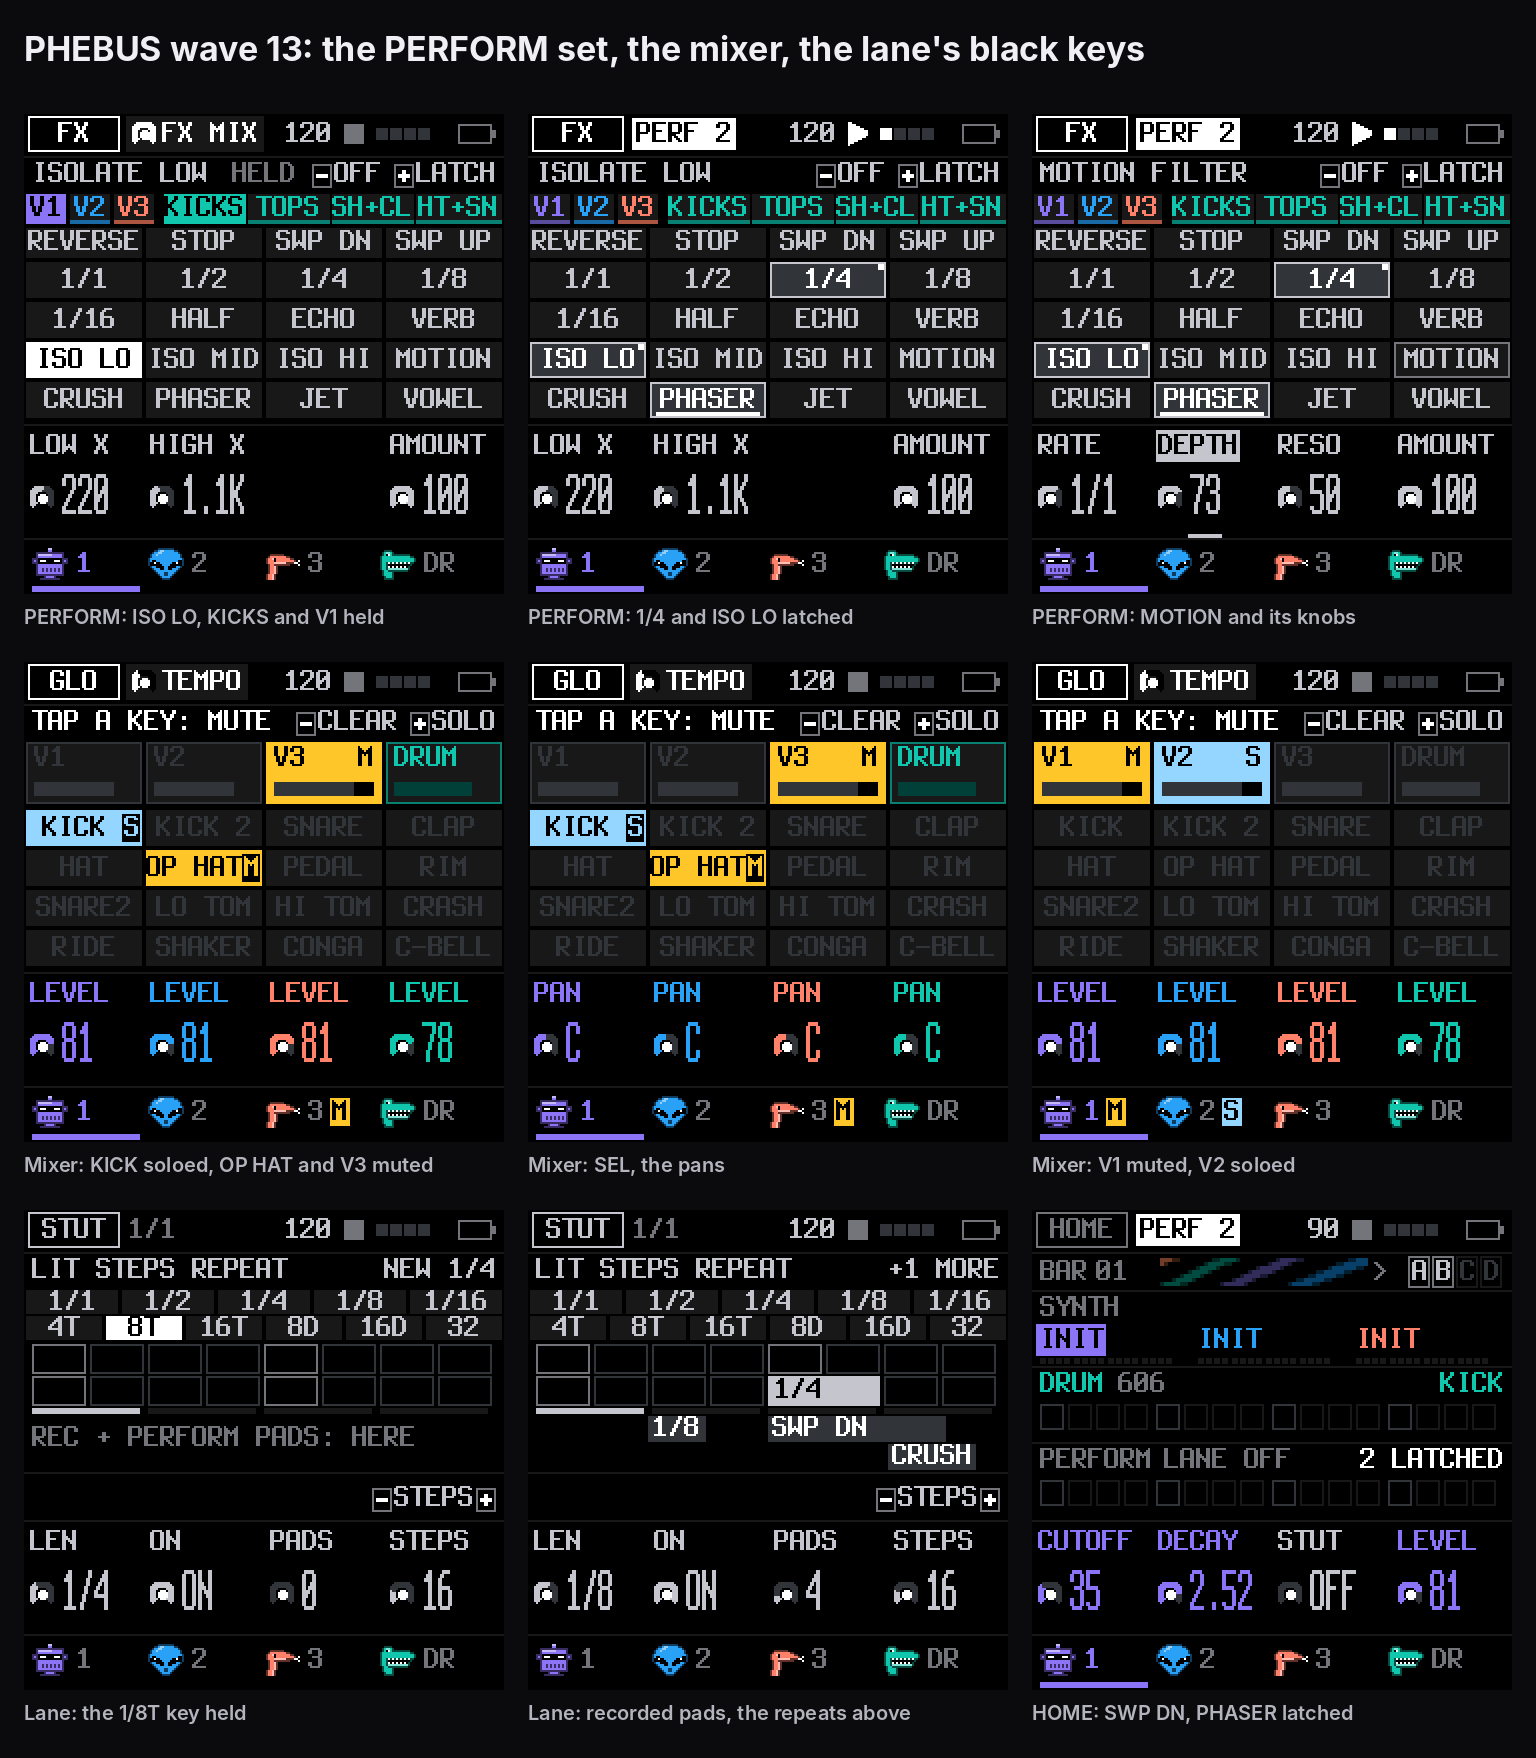 PHEBUS wave 13: the PERFORM set, the mixer, the lane's black keys
FX FX MIX 120
ISOLATE LOW HELD -OFF +LATCH
V1 V2 V3 KICKS TOPS SH+CL HT+SN
REVERSE STOP SWP DN SWP UP
1/1 1/2 1/4 1/8
1/16 HALF ECHO VERB
ISO LO ISO MID ISO HI MOTION
CRUSH PHASER JET VOWEL
LOW X HIGH X AMOUNT
220 1.1K 100
1 2 3 DR
PERFORM: ISO LO, KICKS and V1 held
FX PERF 2 120
ISOLATE LOW -OFF +LATCH
V1 V2 V3 KICKS TOPS SH+CL HT+SN
REVERSE STOP SWP DN SWP UP
1/1 1/2 1/4 1/8
1/16 HALF ECHO VERB
ISO LO ISO MID ISO HI MOTION
CRUSH PHASER JET VOWEL
LOW X HIGH X AMOUNT
220 1.1K 100
1 2 3 DR
PERFORM: 1/4 and ISO LO latched
FX PERF 2 120
MOTION FILTER -OFF +LATCH
V1 V2 V3 KICKS TOPS SH+CL HT+SN
REVERSE STOP SWP DN SWP UP
1/1 1/2 1/4 1/8
1/16 HALF ECHO VERB
ISO LO ISO MID ISO HI MOTION
CRUSH PHASER JET VOWEL
RATE DEPTH RESO AMOUNT
1/1 73 50 100
1 2 3 DR
PERFORM: MOTION and its knobs
GLO TEMPO 120
TAP A KEY: MUTE -CLEAR +SOLO
V1 V2 V3 M DRUM
KICK S KICK 2 SNARE CLAP
HAT OP HAT M PEDAL RIM
SNARE2 LO TOM HI TOM CRASH
RIDE SHAKER CONGA C-BELL
LEVEL LEVEL LEVEL LEVEL
81 81 81 78
1 2 3 M DR
Mixer: KICK soloed, OP HAT and V3 muted
GLO TEMPO 120
TAP A KEY: MUTE -CLEAR +SOLO
V1 V2 V3 M DRUM
KICK S KICK 2 SNARE CLAP
HAT OP HAT M PEDAL RIM
SNARE2 LO TOM HI TOM CRASH
RIDE SHAKER CONGA C-BELL
PAN PAN PAN PAN
C C C C
1 2 3 M DR
Mixer: SEL, the pans
GLO TEMPO 120
TAP A KEY: MUTE -CLEAR +SOLO
V1 M V2 S V3 DRUM
KICK KICK 2 SNARE CLAP
HAT OP HAT PEDAL RIM
SNARE2 LO TOM HI TOM CRASH
RIDE SHAKER CONGA C-BELL
LEVEL LEVEL LEVEL LEVEL
81 81 81 78
1 M 2 S 3 DR
Mixer: V1 muted, V2 soloed
STUT 1/1 120
LIT STEPS REPEAT NEW 1/4
1/1 1/2 1/4 1/8 1/16
4T 8T 16T 8D 16D 32
REC + PERFORM PADS: HERE
-STEPS+
LEN ON PADS STEPS
1/4 ON 0 16
1 2 3 DR
Lane: the 1/8T key held
STUT 1/1 120
LIT STEPS REPEAT +1 MORE
1/1 1/2 1/4 1/8 1/16
4T 8T 16T 8D 16D 32
1/4
1/8 SWP DN
CRUSH
-STEPS+
LEN ON PADS STEPS
1/8 ON 4 16
1 2 3 DR
Lane: recorded pads, the repeats above
HOME PERF 2 90
BAR 01 > A B C D
SYNTH
INIT INIT INIT
DRUM 606 KICK
PERFORM LANE OFF 2 LATCHED
CUTOFF DECAY STUT LEVEL
35 2.52 OFF 81
1 2 3 DR
HOME: SWP DN, PHASER latched